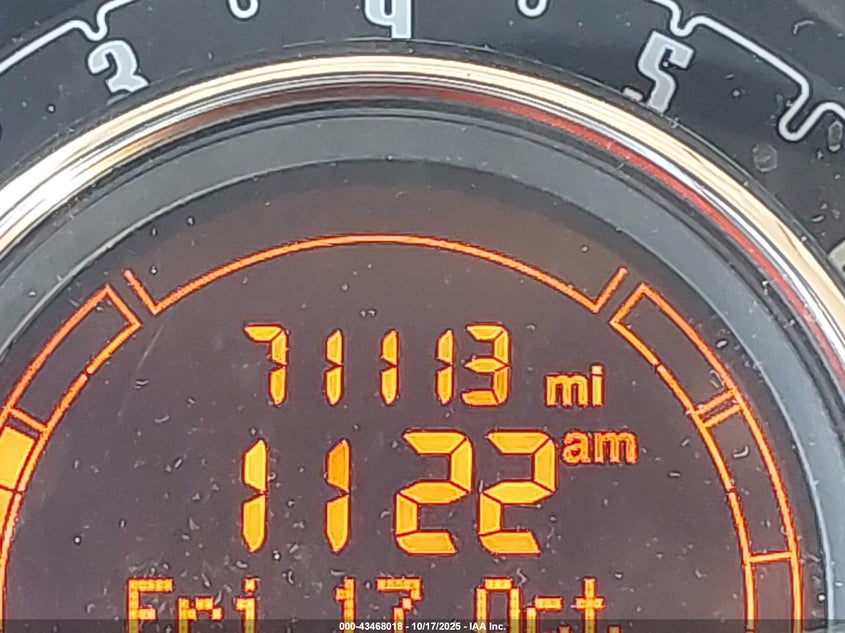 3 4 5
71113 mi
1122 am
Fri 17 Oct
000-43468018 - 10/17/2025 - IAA Inc.